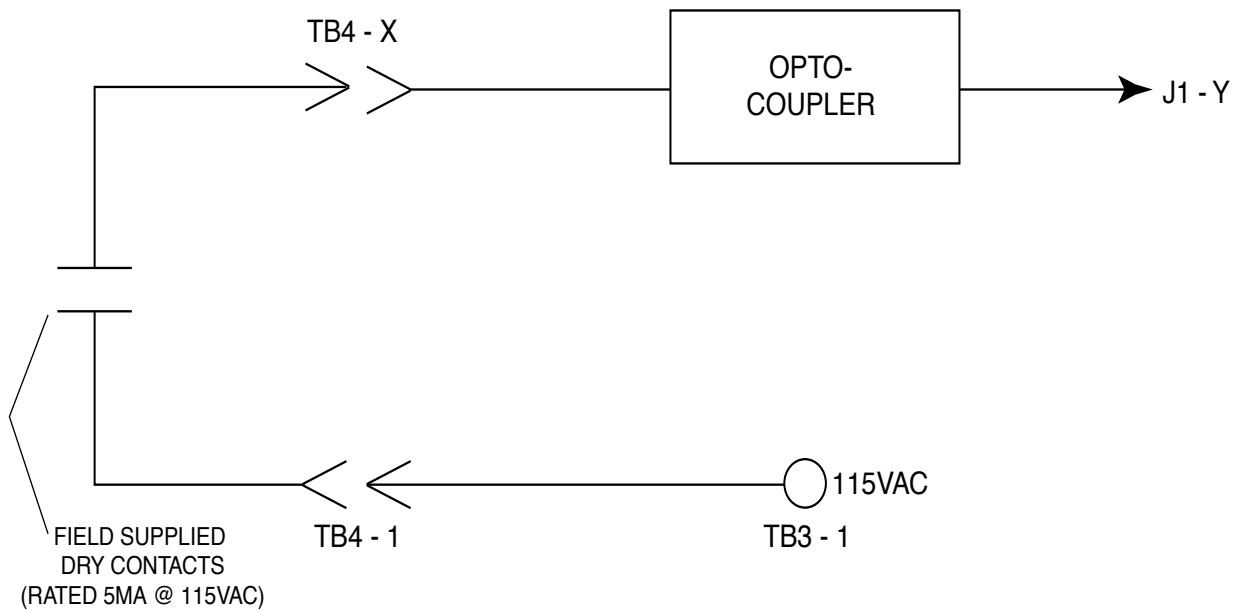 TB4 - X
OPTO-
COUPLER
J1 - Y
115VAC
TB4 - 1
TB3 - 1
FIELD SUPPLIED
DRY CONTACTS
(RATED 5MA @ 115VAC)